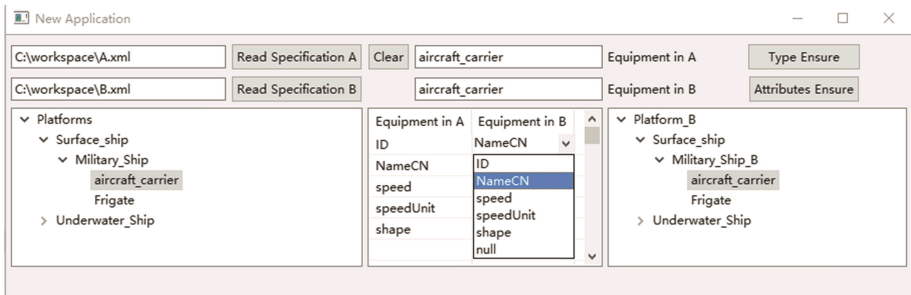 New Application
C:\workspace\A.xml Read Specification A Clear aircraft_carrier Equipment in A Type Ensure
C:\workspace\B.xml Read Specification B aircraft_carrier Equipment in B Attributes Ensure
Platforms
Surface_ship
Military_Ship
aircraft_carrier
Frigate
Underwater_Ship
Equipment in A Equipment in B
ID NameCN
NameCN
speed
speedUnit
shape
ID
NameCN
speed
speedUnit
shape
null
Platform_B
Surface_ship
Military_Ship_B
aircraft_carrier
Frigate
Underwater_Ship